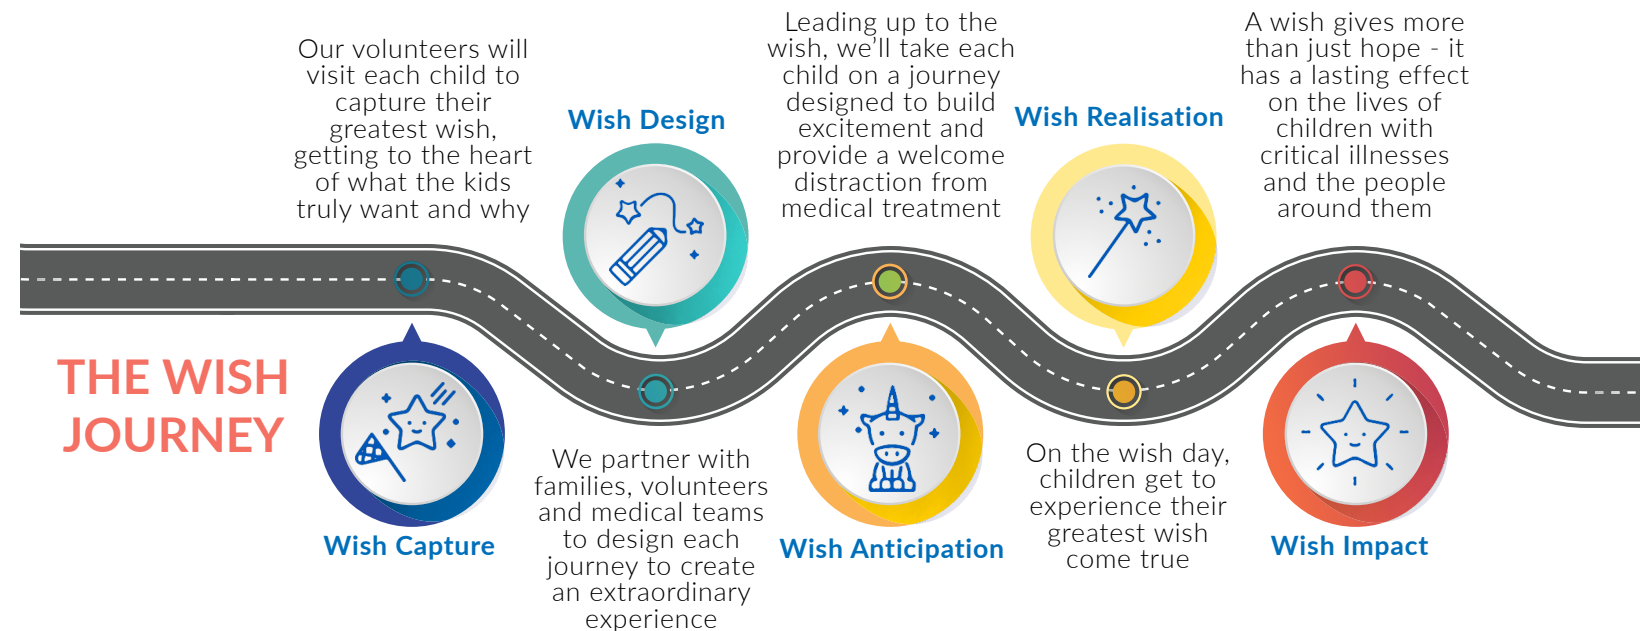 THE WISH
JOURNEY
Our volunteers will
visit each child to
capture their
greatest wish,
getting to the heart
of what the kids
truly want and why
Wish Capture
Wish Design
We partner with
families, volunteers
and medical teams
to design each
journey to create
an extraordinary
experience
Leading up to the
wish, we’ll take each
child on a journey
designed to build
excitement and
provide a welcome
distraction from
medical treatment
Wish Anticipation
Wish Realisation
On the wish day,
children get to
experience their
greatest wish
come true
A wish gives more
than just hope - it
has a lasting effect
on the lives of
children with
critical illnesses
and the people
around them
Wish Impact